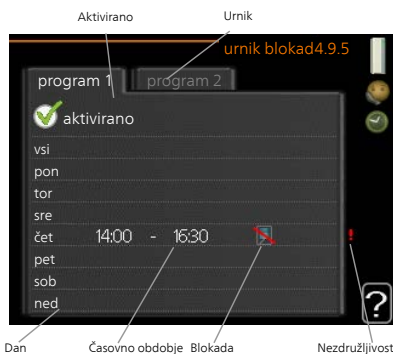 Aktivirano Urnik
urnik blokad4.9.5
program 1 program 2
aktivirano
vsi
pon
tor
sre
čet 14:00 - 16:30 !
pet
sob
ned
?
Dan Časovno obdobje Blokada Nezdružljivost